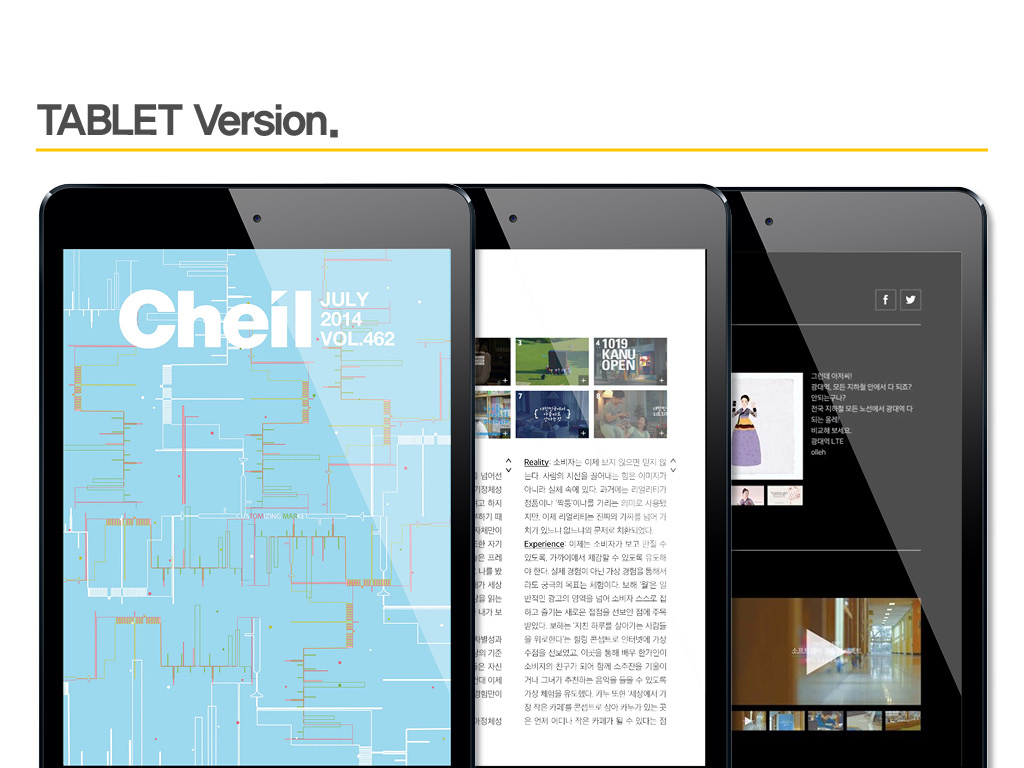 TABLET Version.
Cheil
JULY
2014
VOL.462
CUSTOMIZING MARKET
3
4 1019
KANU
OPEN
7
8
을 넘어선
기정체성
고 하지
하기 때
자체만이
한 자기
은 프레
나를 봤
가 세상
을 읽는
내가 보
차별성과
의 기준
은 자신
인대 이제
경험만이
아정체성
Reality: 소비자는 이제 보지 않으면 믿지 않
는다. 사람의 시선을 끌어내는 힘은 이미지가
아니라 실체 속에 있다. 과거에는 리얼리티가
정품이냐 '짝퉁'이냐를 가리는 의미로 사용됐
지만, 이제 리얼리티는 진짜의 가짜를 넘어 가
치가 있느냐 없느냐의 문제로 치환되었다.
Experience: 이제는 소비자가 보고 만질 수
있도록, 가까이에서 체감할 수 있도록 유도해
야 한다. 실제 경험이 아닌 가상 경험을 통해서
라도 궁극의 목표는 체험이다. 보해 '월'은 일
반적인 광고의 영역을 넘어 소비자 스스로 접
하고 즐기는 새로운 접점을 선보인 점에 주목
받았다. 보해는 '지친 하루를 살아가는 사람들
을 위로한다'는 힐링 콘셉트로 인터넷에 가상
주점을 선보였고, 이곳을 통해 배우 한가인이
소비자의 친구가 되어 함께 소주잔을 기울이
거나 그녀가 추천하는 음악을 들을 수 있도록
가상 체험을 유도했다. 카누 또한 '세상에서 가
장 작은 카페'를 콘셉트로 삼아 카누가 있는 곳
은 언제 어디나 작은 카페가 될 수 있다는 점
그런데 아저씨!
광대역, 모든 지하철 안에서 다 되죠?
안되는구나?
전국 지하철 모든 노선에서 광대역 다
되는 올레!
비교해 보세요.
광대역 LTE
olleh